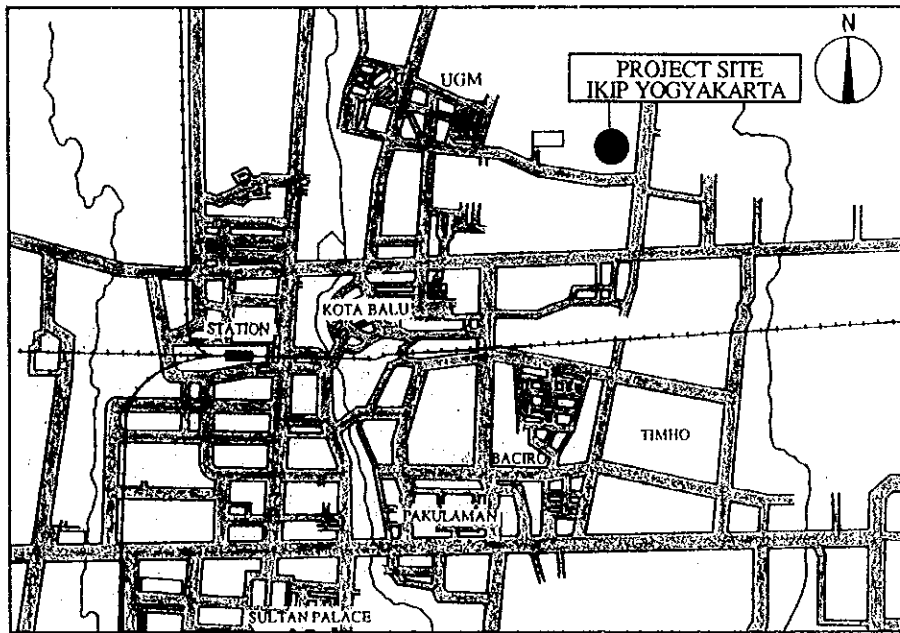 N
UGM
PROJECT SITE
IKIP YOGYAKARTA
KOTA BALU
STATION
TIMHO
BACIRO
PAKULAMAN
SULTAN PALACE